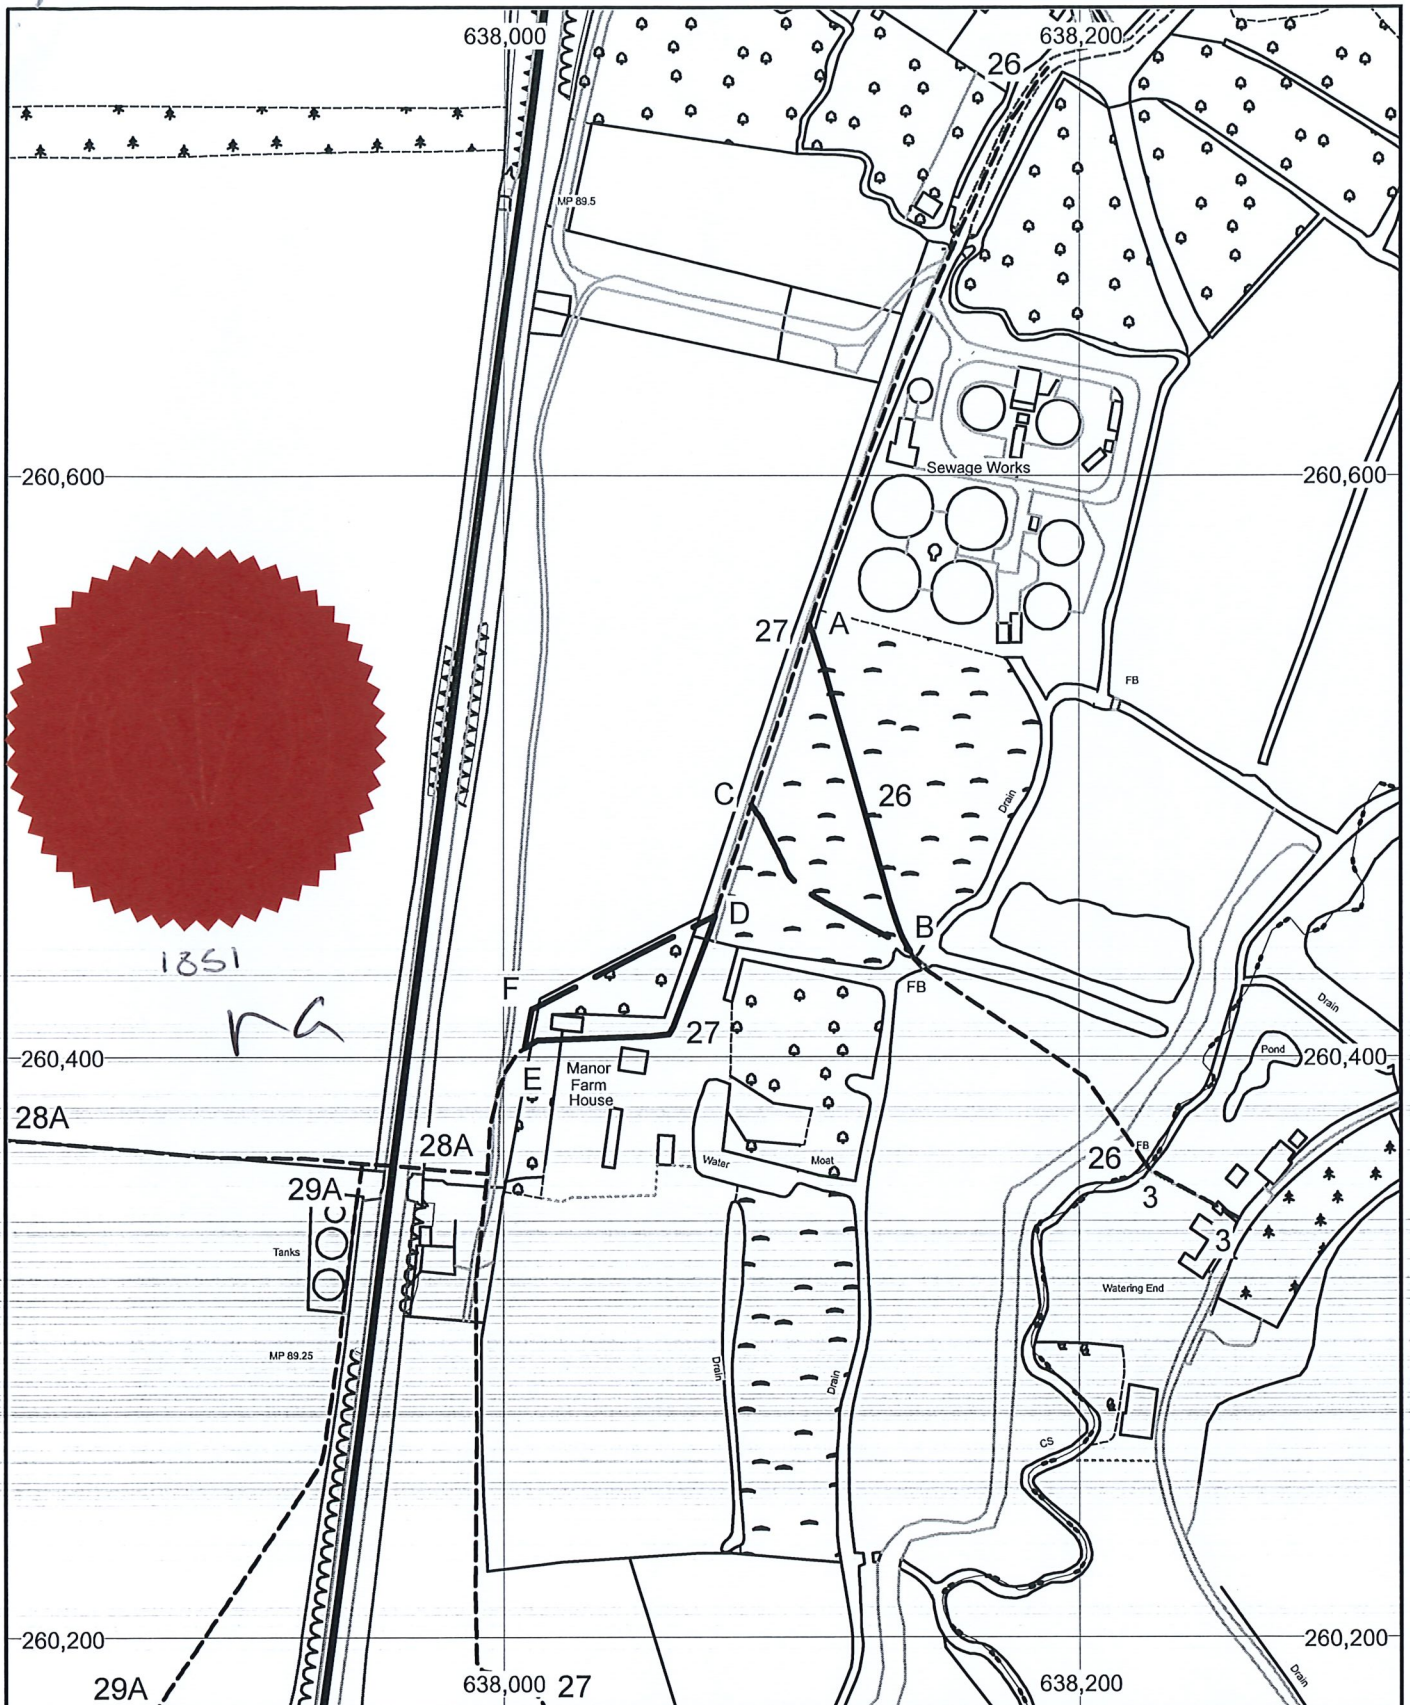 638,000
638,200
26
MP 89.5
Sewage Works
260,600
260,600
27
A
FB
C
26
Drain
D
B
1851
F
FB
27
Drain
260,400
E
Manor
Farm
House
Pond
260,400
28A
28A
Water
Moat
26
FB
3
29A
Tanks
3
Watering End
MP 89.25
Drain
Drain
CS
260,200
260,200
29A
638,000
27
638,200
Drain